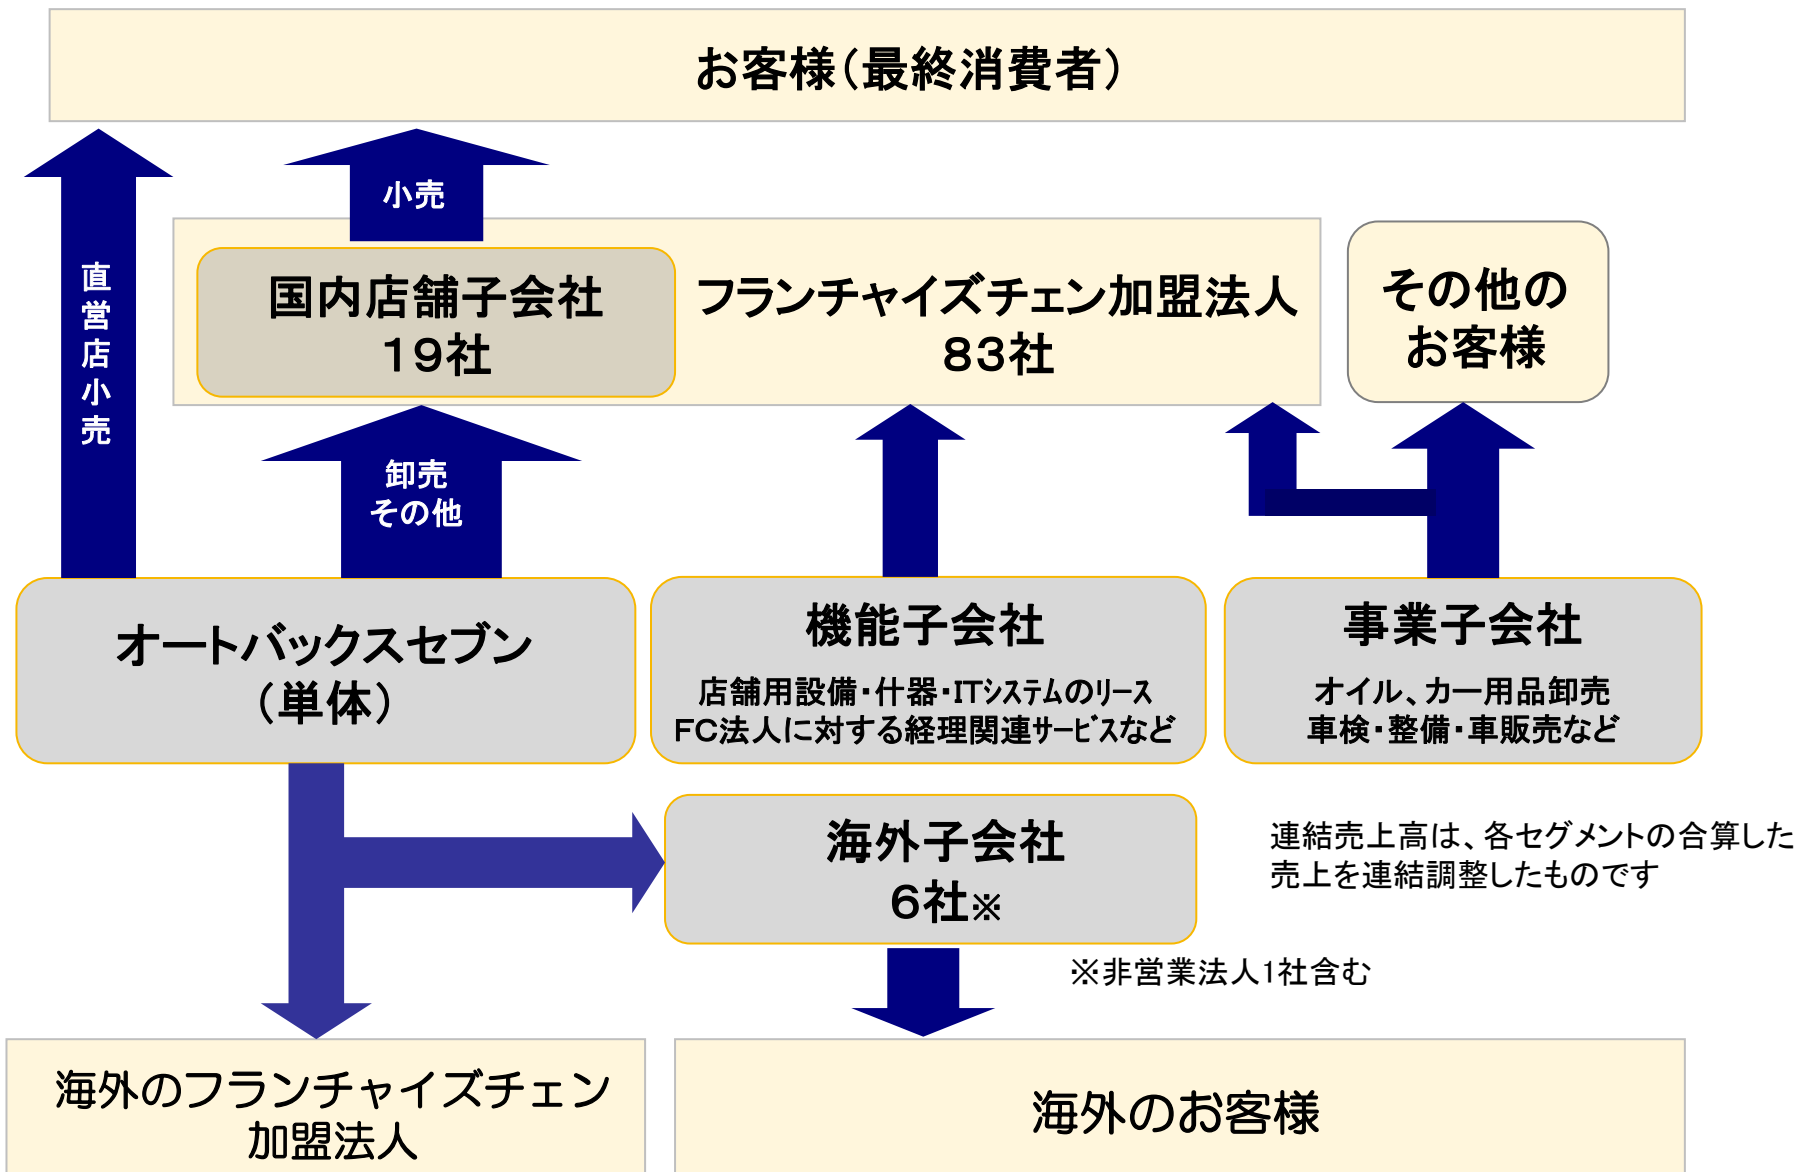 お客様（最終消費者）
小売
直営店小売
国内店舗子会社
１９社
フランチャイズチェン加盟法人
８３社
その他の
お客様
卸売
その他
オートバックスセブン
（単体）
機能子会社
店舗用設備・什器・ITシステムのリース
ＦＣ法人に対する経理関連サービスなど
事業子会社
オイル、カー用品卸売
車検・整備・車販売など
海外子会社
６社※
連結売上高は、各セグメントの合算した
売上を連結調整したものです
※非営業法人1社含む
海外のフランチャイズチェン
加盟法人
海外のお客様